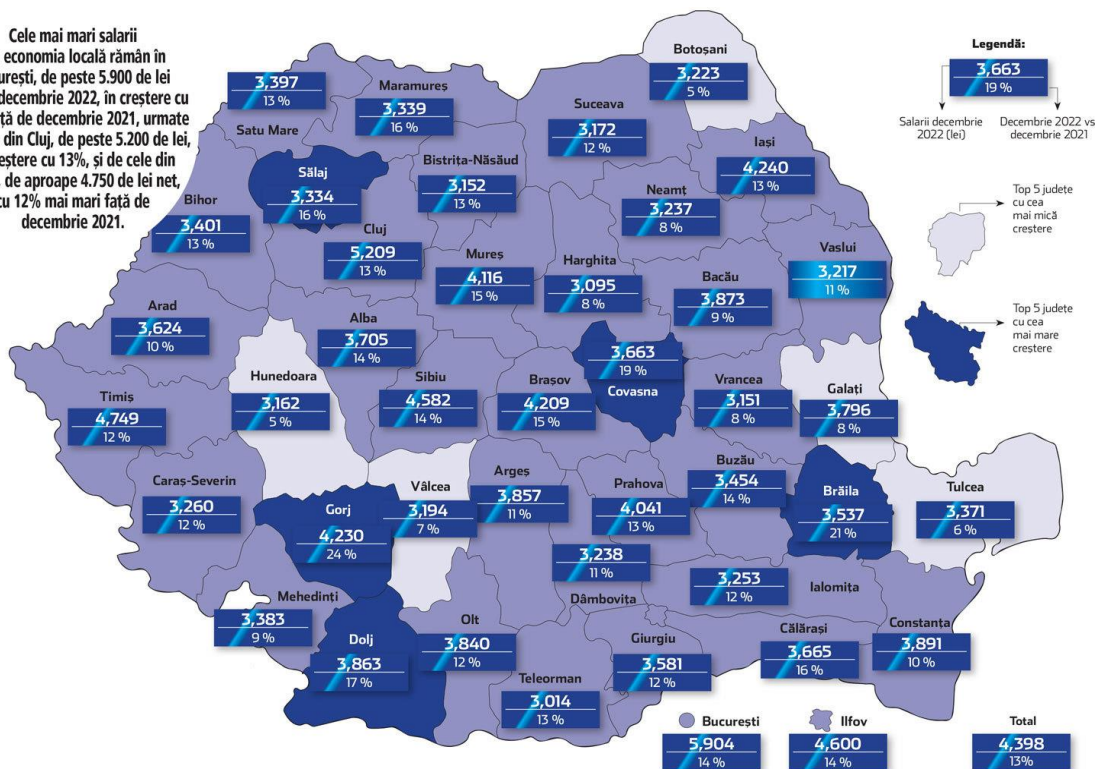 Cele mai mari salarii
economia locală rămân în
urești, de peste 5.900 de lei
decembrie 2022, în creștere cu
ță de decembrie 2021, urmate
din Cluj, de peste 5.200 de lei,
eștere cu 13%, și de cele din
, de aproape 4.750 de lei net,
cu 12% mai mari față de
decembrie 2021.
Legendă:
3,663
19 %
Salarii decembrie
2022 (lei)
Decembrie 2022 vs
decembrie 2021
Top 5 județe
cu cea
mai mică
creștere
Top 5 județe
cu cea
mai mare
creștere
3,397
13 %
Satu Mare
Maramureș
3,339
16 %
Suceava
3,172
12 %
Botoșani
3,223
5 %
Iași
4,240
13 %
Sălaj
3,334
16 %
Bistrița-Năsăud
3,152
13 %
Neamț
3,237
8 %
Bihor
3,401
13 %
Cluj
5,209
13 %
Mureș
4,116
15 %
Harghita
3,095
8 %
Bacău
3,873
9 %
Vaslui
3,217
11 %
Arad
3,624
10 %
Alba
3,705
14 %
Hunedoara
3,162
5 %
Sibiu
4,582
14 %
Brașov
4,209
15 %
3,663
19 %
Covasna
Vrancea
3,151
8 %
Galați
3,796
8 %
Timiș
4,749
12 %
Caraș-Severin
3,260
12 %
Gorj
4,230
24 %
Vâlcea
3,194
7 %
Argeș
3,857
11 %
Prahova
4,041
13 %
Buzău
3,454
14 %
Brăila
3,537
21 %
Tulcea
3,371
6 %
3,238
11 %
Dâmbovița
3,253
12 %
Ialomița
Mehedinți
3,383
9 %
Dolj
3,863
17 %
Olt
3,840
12 %
Teleorman
3,014
13 %
Giurgiu
3,581
12 %
Călărași
3,665
16 %
Constanța
3,891
10 %
București
5,904
14 %
Ilfov
4,600
14 %
Total
4,398
13%